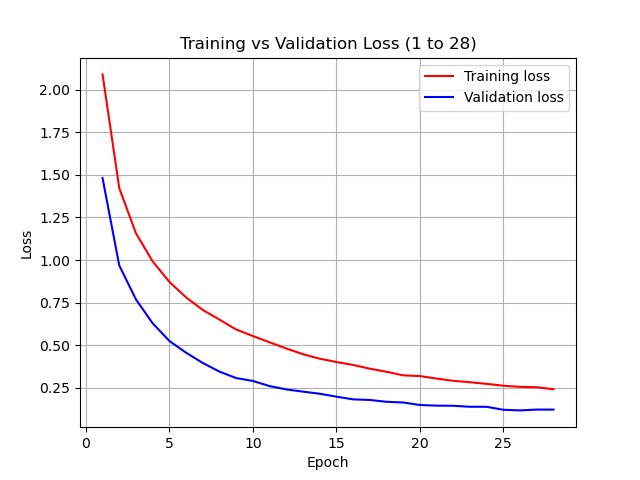 Training vs Validation Loss (1 to 28)
Training loss
Validation loss
2.00
1.75
1.50
1.25
1.00
0.75
0.50
0.25
Loss
0 5 10 15 20 25
Epoch